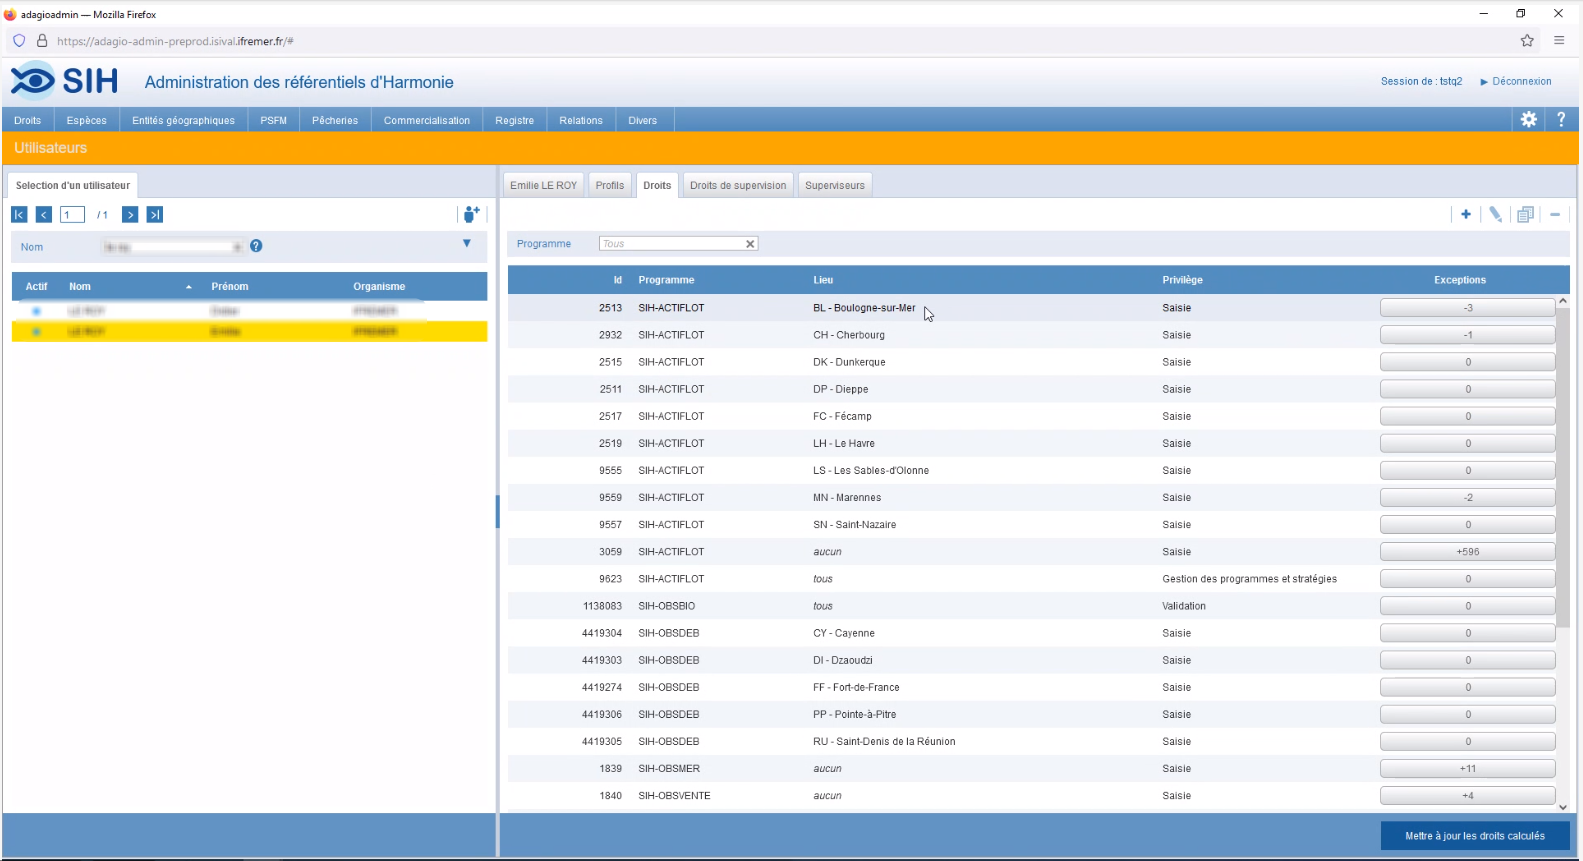 adagioadmin — Mozilla Firefox
https://adagio-admin-preprod.isival.ifremer.fr/#
SIH Administration des référentiels d'Harmonie Session de : tstq2 Déconnexion
Droits Espèces Entités géographiques PSFM Pêcheries Commercialisation Registre Relations Divers ?
Utilisateurs
Selection d'un utilisateur
1 / 1
Nom ?
Actif Nom Prénom Organisme
Emilie LE ROY Profils Droits Droits de supervision Superviseurs
Programme Tous
Id Programme Lieu Privilège Exceptions
2513 SIH-ACTIFLOT BL - Boulogne-sur-Mer Saisie -3
2932 SIH-ACTIFLOT CH - Cherbourg Saisie -1
2515 SIH-ACTIFLOT DK - Dunkerque Saisie 0
2511 SIH-ACTIFLOT DP - Dieppe Saisie 0
2517 SIH-ACTIFLOT FC - Fécamp Saisie 0
2519 SIH-ACTIFLOT LH - Le Havre Saisie 0
9555 SIH-ACTIFLOT LS - Les Sables-d'Olonne Saisie 0
9559 SIH-ACTIFLOT MN - Marennes Saisie -2
9557 SIH-ACTIFLOT SN - Saint-Nazaire Saisie 0
3059 SIH-ACTIFLOT aucun Saisie +596
9623 SIH-ACTIFLOT tous Gestion des programmes et stratégies 0
1138083 SIH-OBSBIO tous Validation 0
4419304 SIH-OBSDEB CY - Cayenne Saisie 0
4419303 SIH-OBSDEB DI - Dzaoudzi Saisie 0
4419274 SIH-OBSDEB FF - Fort-de-France Saisie 0
4419306 SIH-OBSDEB PP - Pointe-à-Pitre Saisie 0
4419305 SIH-OBSDEB RU - Saint-Denis de la Réunion Saisie 0
1839 SIH-OBSMER aucun Saisie +11
1840 SIH-OBSVENTE aucun Saisie +4
Mettre à jour les droits calculés